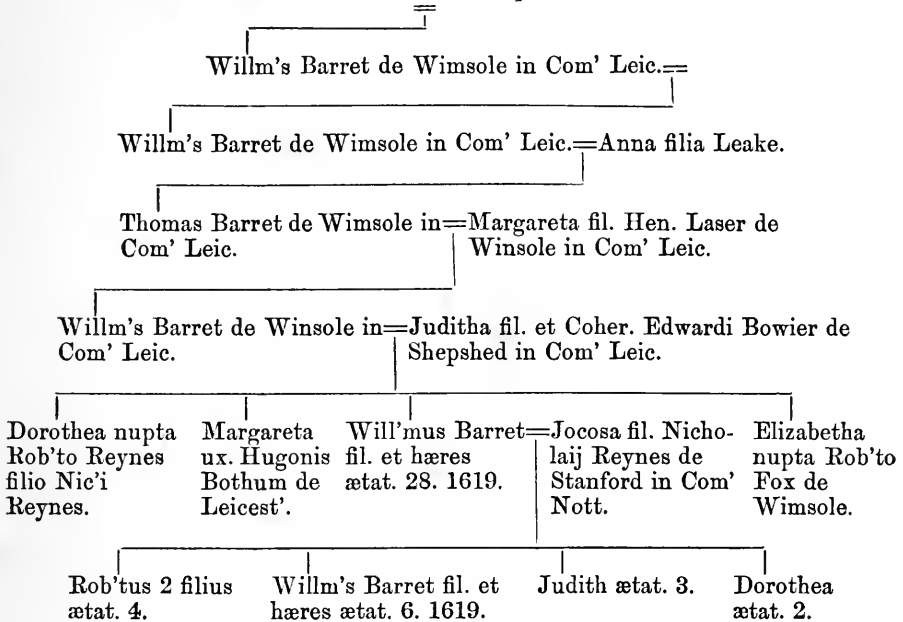 Willm's Barret de Wimsole in Com' Leic.
Willm's Barret de Wimsole in Com' Leic.=Anna filia Leake.
Thomas Barret de Wimsole in=Margareta fil. Hen. Laser de
Com' Leic. Winsole in Com' Leic.
Willm's Barret de Winsole in=Juditha fil. et Coher. Edwardi Bowier de
Com' Leic. Shepshed in Com' Leic.
Dorothea nupta
Rob'to Reynes
filio Nic'i
Reynes.
Margareta
ux. Hugonis
Bothum de
Leicest'.
Will'mus Barret=
fil. et hæres
ætat. 28. 1619.
Jocosa fil. Nicho-
laij Reynes de
Stanford in Com'
Nott.
Elizabetha
nupta Rob'to
Fox de
Wimsole.
Rob'tus 2 filius
ætat. 4.
Willm's Barret fil. et
hæres ætat. 6. 1619.
Judith ætat. 3.
Dorothea
ætat. 2.